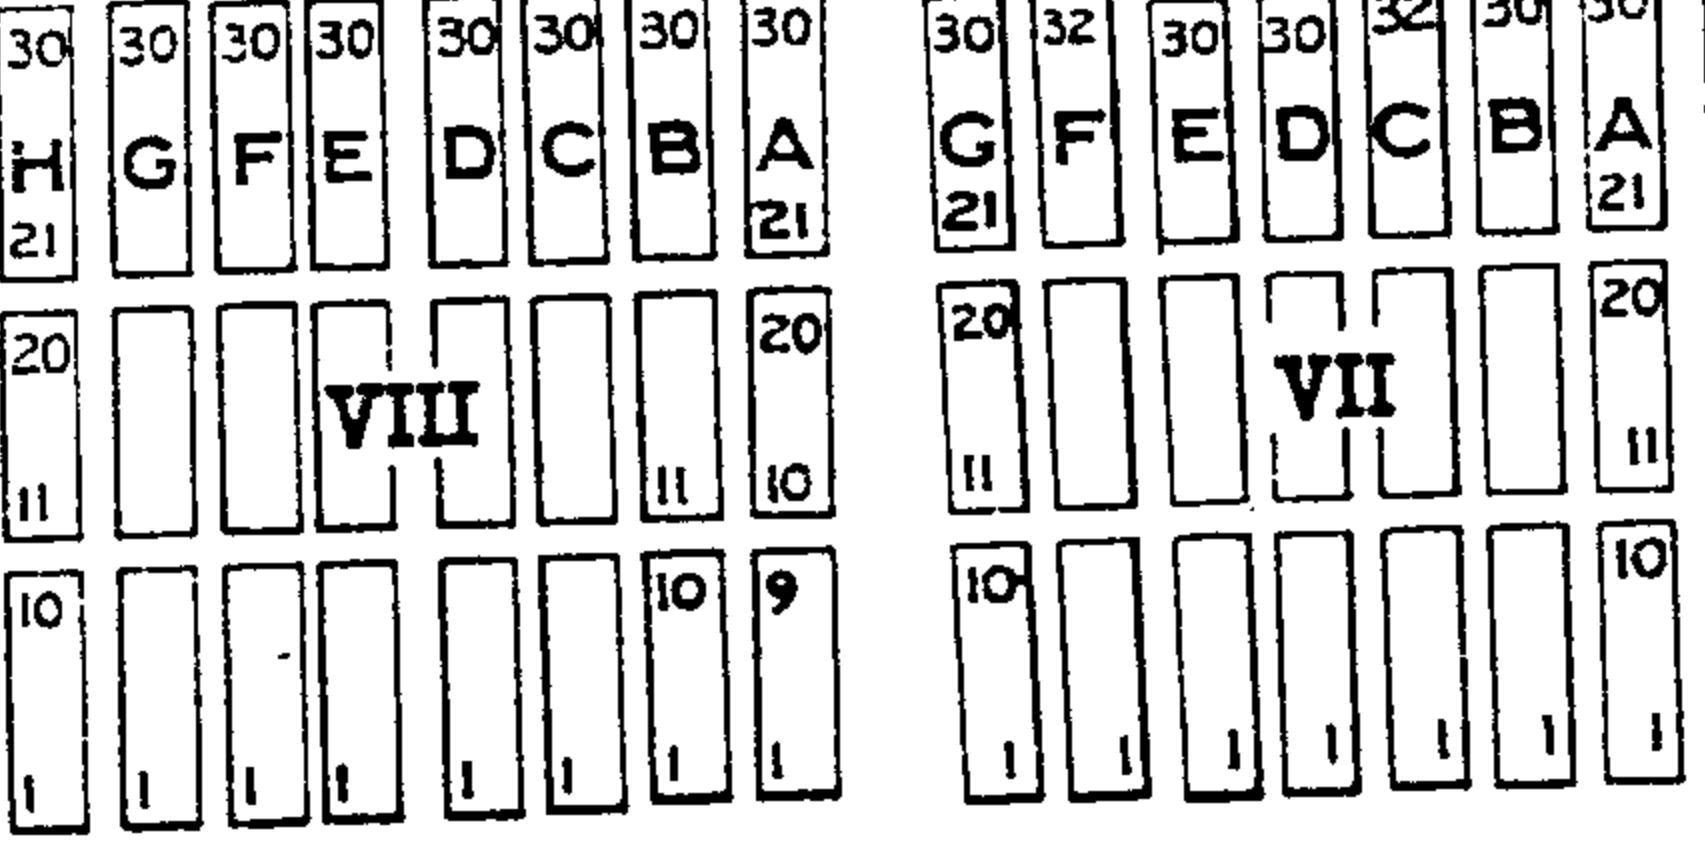 30 30 30 30 30 30 30 30 30 32 30 30 32 30 30
H G F E D C B A G F E D C B A
21 21 21 21
20 20 20 20
VIII VII
11 11 10 11 11
10 10 9 10 10
1 1 1 1 1 1 1 1 1 1 1 1 1 1 1